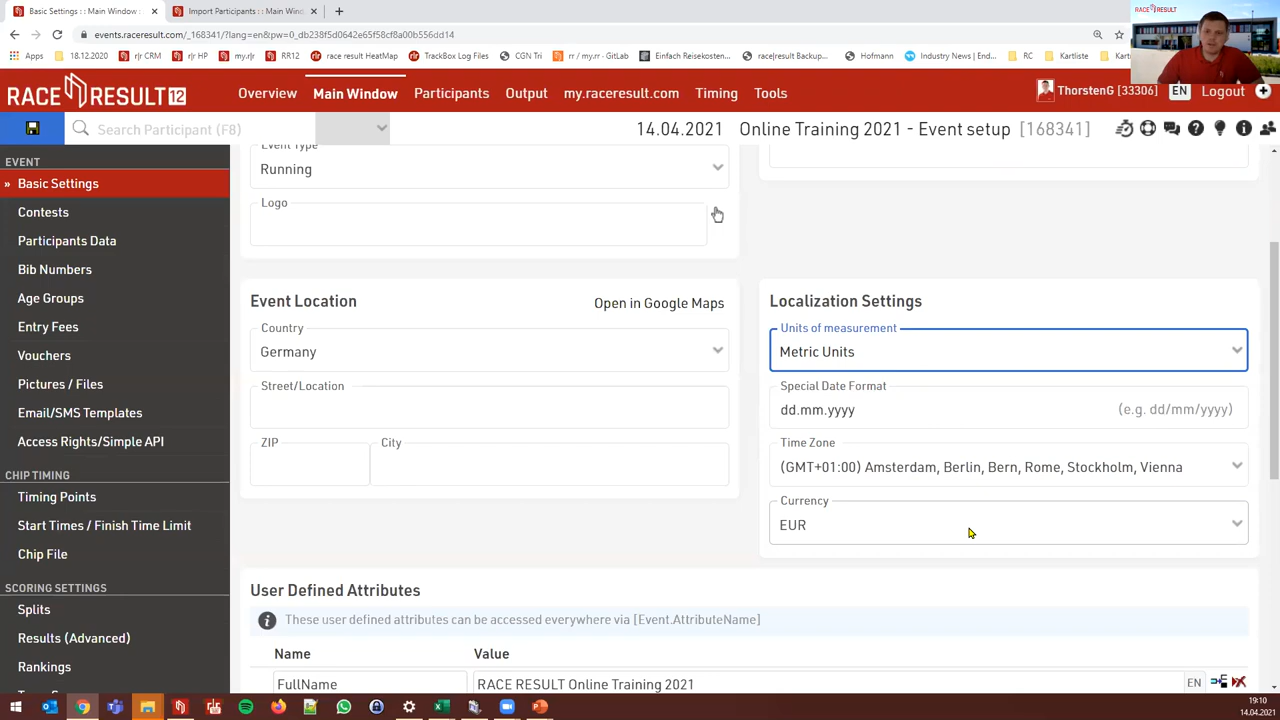 Basic Settings : : Main Window
Import Participants : : Main Wind
events.raceresult.com/_168341/?lang=en&pw=0_db238f5d0642e65f58cf8a00b556dd14
Apps
18.12.2020
r|r CRM
r|r HP
my.r|r
RR12
race result HeatMap
TrackBox Log Files
CGN Tri
rr / my.rr · GitLab
Einfach Reisekosten...
race|result Backup...
Hofmann
Industry News | End...
RC
Kartliste
Kart
RACE RESULT 12
Overview
Main Window
Participants
Output
my.raceresult.com
Timing
Tools
ThorstenG [33306]
EN
Logout
Search Participant (F8)
14.04.2021
Online Training 2021 - Event setup [168341]
EVENT
» Basic Settings
Contests
Participants Data
Bib Numbers
Age Groups
Entry Fees
Vouchers
Pictures / Files
Email/SMS Templates
Access Rights/Simple API
CHIP TIMING
Timing Points
Start Times / Finish Time Limit
Chip File
SCORING SETTINGS
Splits
Results (Advanced)
Rankings
Event Type
Running
Logo
Event Location
Open in Google Maps
Country
Germany
Street/Location
ZIP
City
Localization Settings
Units of measurement
Metric Units
Special Date Format
dd.mm.yyyy
(e.g. dd/mm/yyyy)
Time Zone
(GMT+01:00) Amsterdam, Berlin, Bern, Rome, Stockholm, Vienna
Currency
EUR
User Defined Attributes
These user defined attributes can be accessed everywhere via [Event.AttributeName]
Name
Value
FullName
RACE RESULT Online Training 2021
EN
19:10
14.04.2021